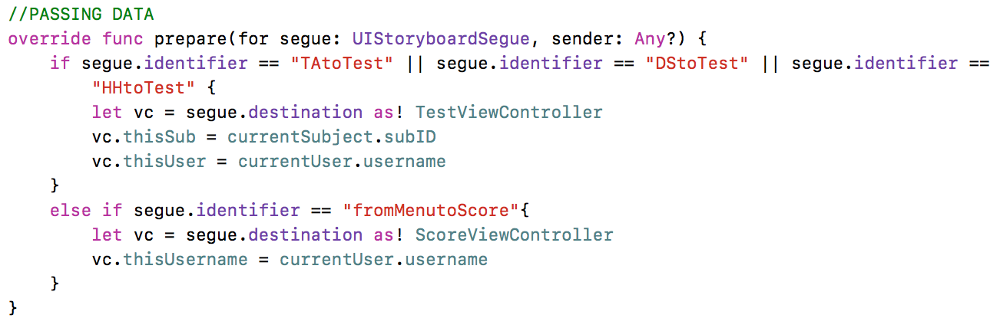 //PASSING DATA
override func prepare(for segue: UIStoryboardSegue, sender: Any?) {
    if segue.identifier == "TAtoTest" || segue.identifier == "DStoTest" || segue.identifier ==
        "HHtoTest" {
        let vc = segue.destination as! TestViewController
        vc.thisSub = currentSubject.subID
        vc.thisUser = currentUser.username
    }
    else if segue.identifier == "fromMenutoScore"{
        let vc = segue.destination as! ScoreViewController
        vc.thisUsername = currentUser.username
    }
}